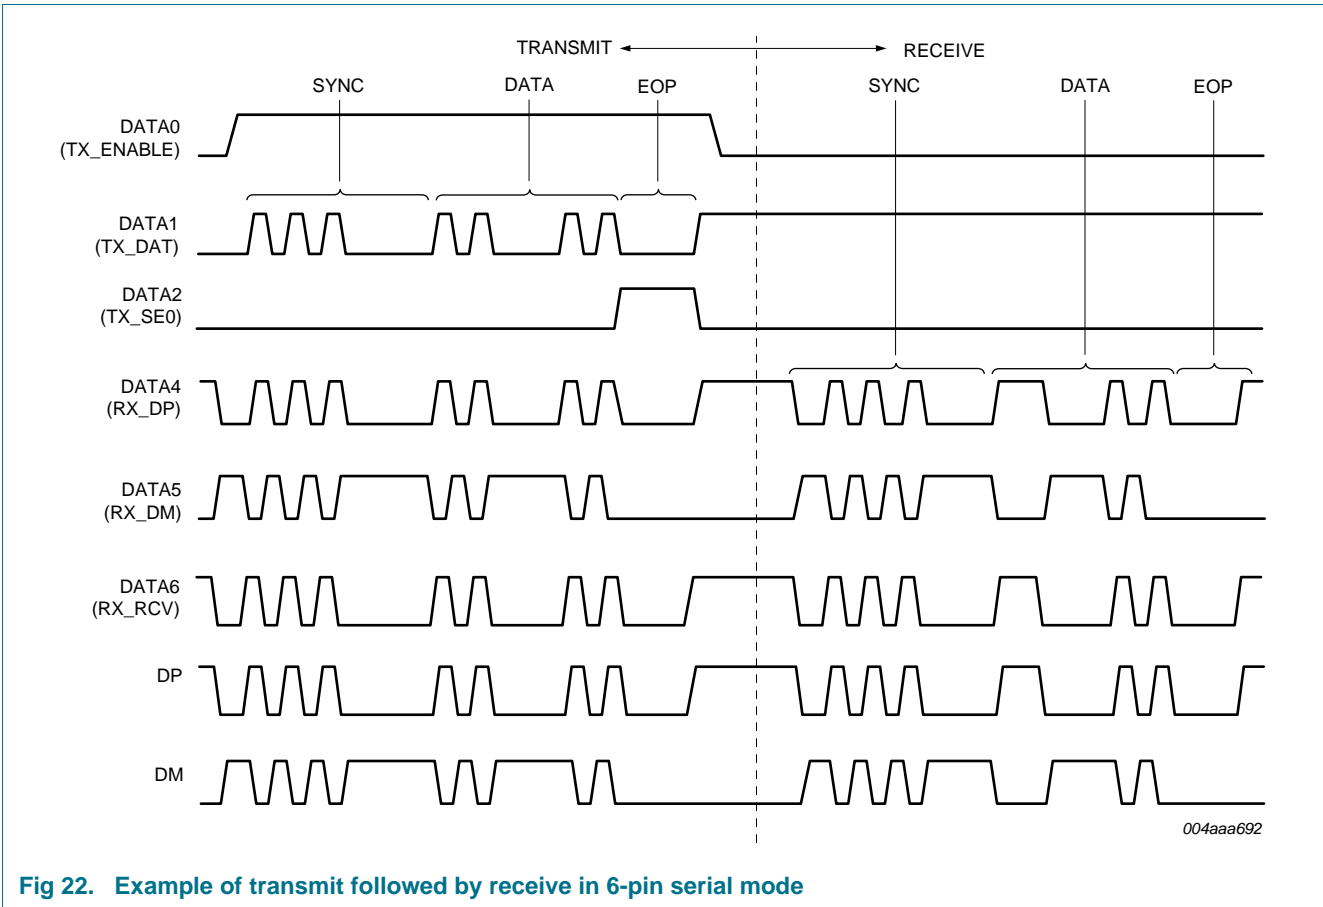 TRANSMIT
RECEIVE
SYNC
DATA
EOP
SYNC
DATA
EOP
DATA0
(TX_ENABLE)
DATA1
(TX_DAT)
DATA2
(TX_SE0)
DATA4
(RX_DP)
DATA5
(RX_DM)
DATA6
(RX_RCV)
DP
DM
004aaa692
Fig 22. Example of transmit followed by receive in 6-pin serial mode